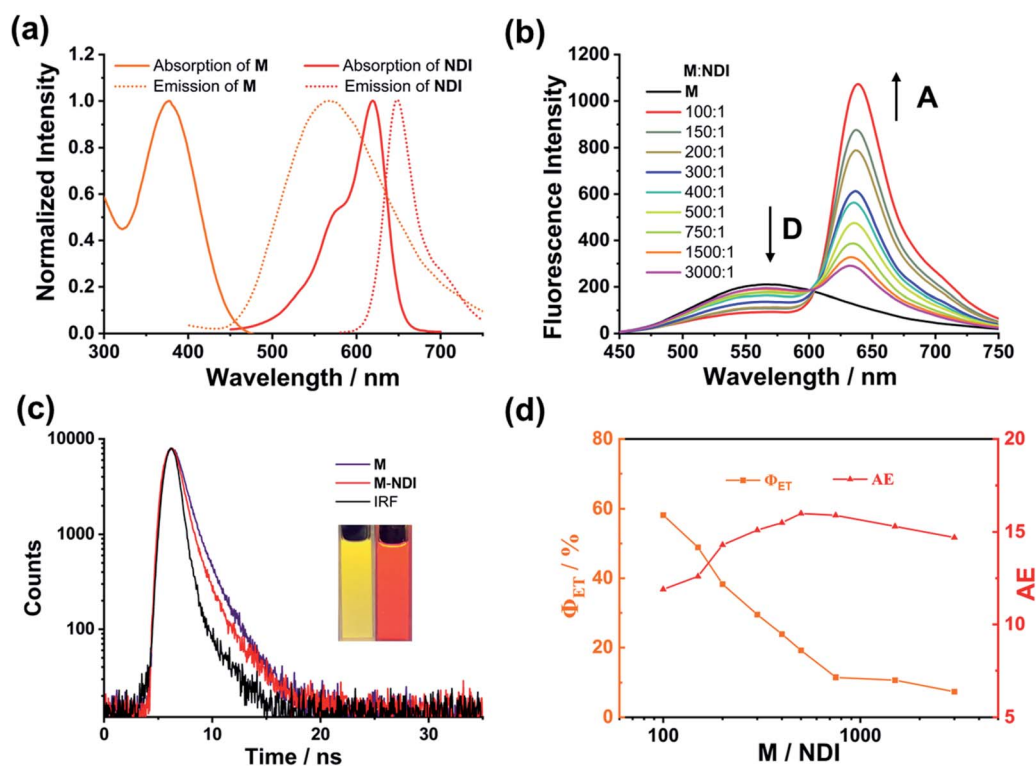 (a)
Normalized Intensity
1.2
1.0
0.8
0.6
0.4
0.2
0.0
Absorption of M
Absorption of NDI
Emission of M
Emission of NDI
300 400 500 600 700
Wavelength / nm
(b)
Fluorescence Intensity
1200
1000
800
600
400
200
0
M:NDI
M
100:1
150:1
200:1
300:1
400:1
500:1
750:1
1500:1
3000:1
D
A
450 500 550 600 650 700 750
Wavelength / nm
(c)
Counts
10000
1000
100
M
M-NDI
IRF
0 10 20 30
Time / ns
(d)
ΦET / %
80
60
40
20
0
ΦET
AE
20
15
10
5
AE
100 1000
M / NDI